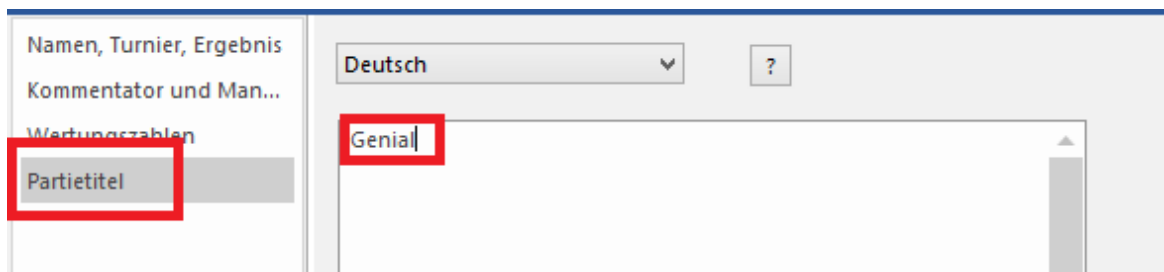 Namen, Turnier, Ergebnis
Kommentator und Man...
Wertungszahlen
Partietitel
Deutsch
?
Genial